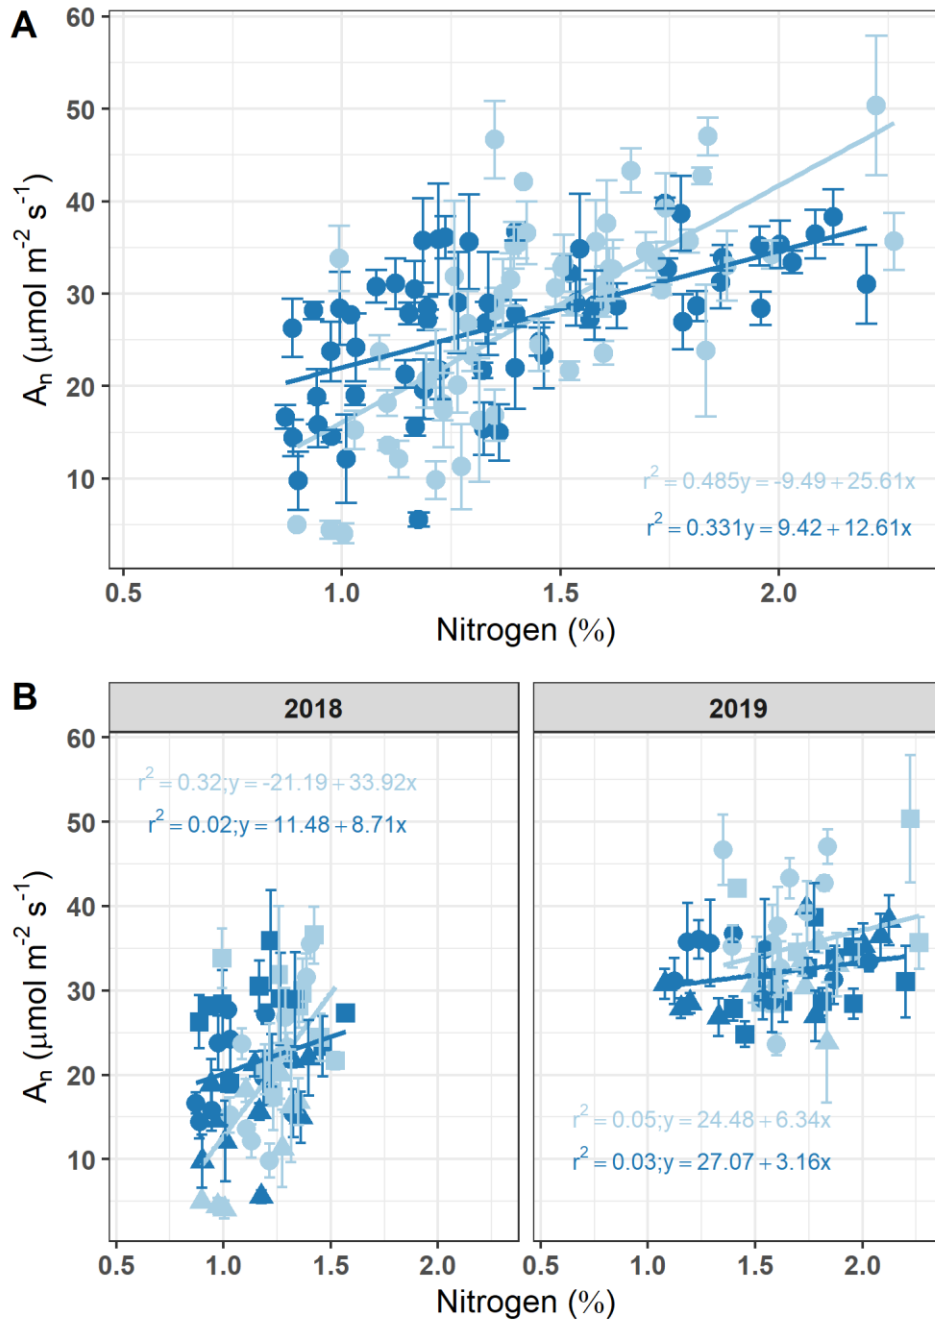 A
60
50
40
30
20
10
Aₙ (μmol m⁻² s⁻¹)
r² = 0.485y = -9.49 + 25.61x
r² = 0.331y = 9.42 + 12.61x
0.5 1.0 1.5 2.0
Nitrogen (%)
B
2018 2019
60
50
40
30
20
10
Aₙ (μmol m⁻² s⁻¹)
r² = 0.32;y = -21.19 + 33.92x
r² = 0.02;y = 11.48 + 8.71x
r² = 0.05;y = 24.48 + 6.34x
r² = 0.03;y = 27.07 + 3.16x
0.5 1.0 1.5 2.0 0.5 1.0 1.5 2.0
Nitrogen (%) Nitrogen (%)